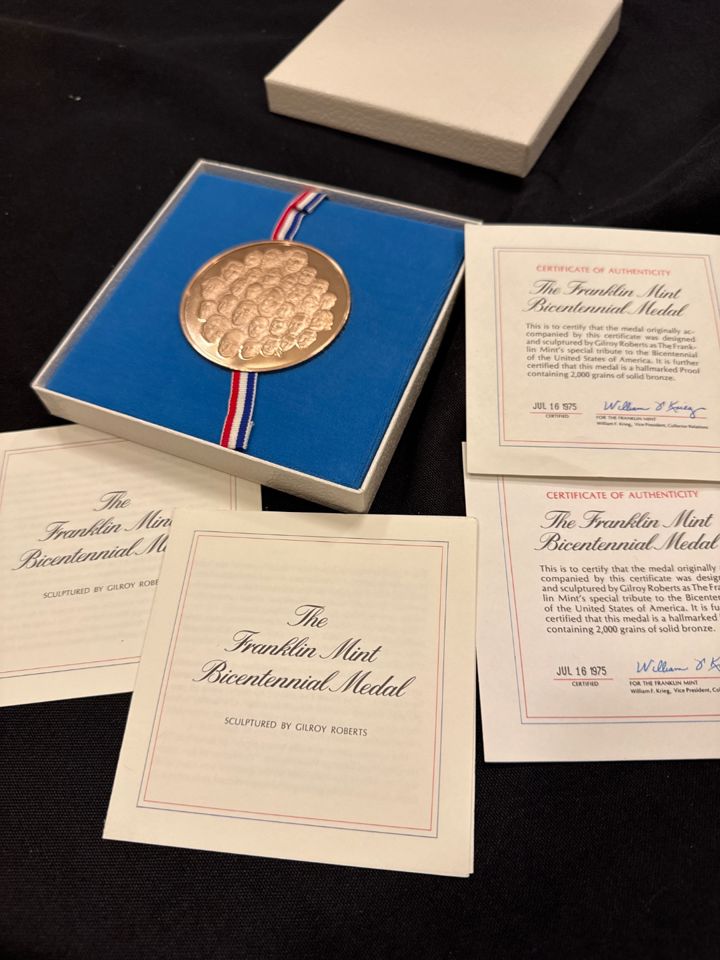 CERTIFICATE OF AUTHENTICITY
The Franklin Mint
Bicentennial Medal
This is to certify that the medal originally ac-
companied by this certificate was designed
and sculptured by Gilroy Roberts as The Frank-
lin Mint's special tribute to the Bicentennial
of the United States of America. It is further
certified that this medal is a hallmarked Proof
containing 2,000 grains of solid bronze.
JUL 16 1975
CERTIFIED
William F. Krieg
FOR THE FRANKLIN MINT
William F. Krieg, Vice President, Collector Relations
CERTIFICATE OF AUTHENTICITY
The Franklin Mint
Bicentennial Medal
This is to certify that the medal originally
companied by this certificate was
and sculptured by Gilroy Roberts as The
lin Mint's special tribute to the
of the United States of America. It is
certified that this medal is a hallmarked
containing 2,000 grains of solid bronze.
JUL 16 1975
CERTIFIED
William
FOR THE FRANKLIN MINT
William F. Krieg, Vice President,
The
Franklin Mint
Bicentennial
SCULPTURED BY GILROY
The
Franklin Mint
Bicentennial Medal
SCULPTURED BY GILROY ROBERTS